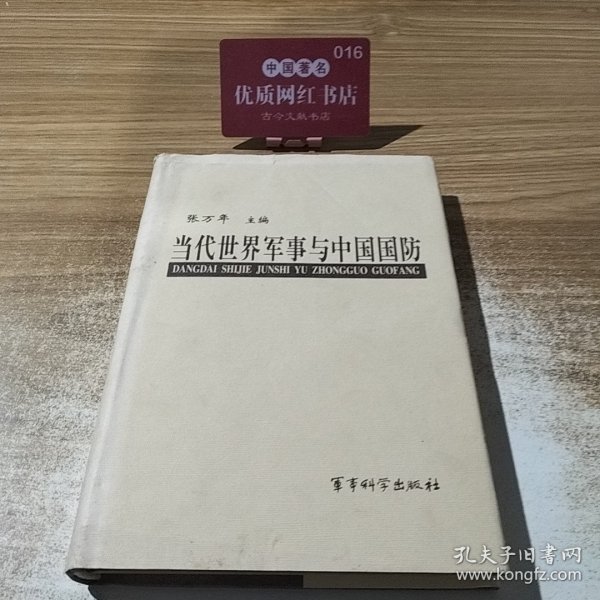 016
中国著名
优质网红书店
古今文献书店
张万年 主编
当代世界军事与中国国防
DANGDAI SHIJIE JUNSHI YU ZHONGGUO GUOFANG
軍事科学出版社
孔夫子旧书网
www.kongfz.com